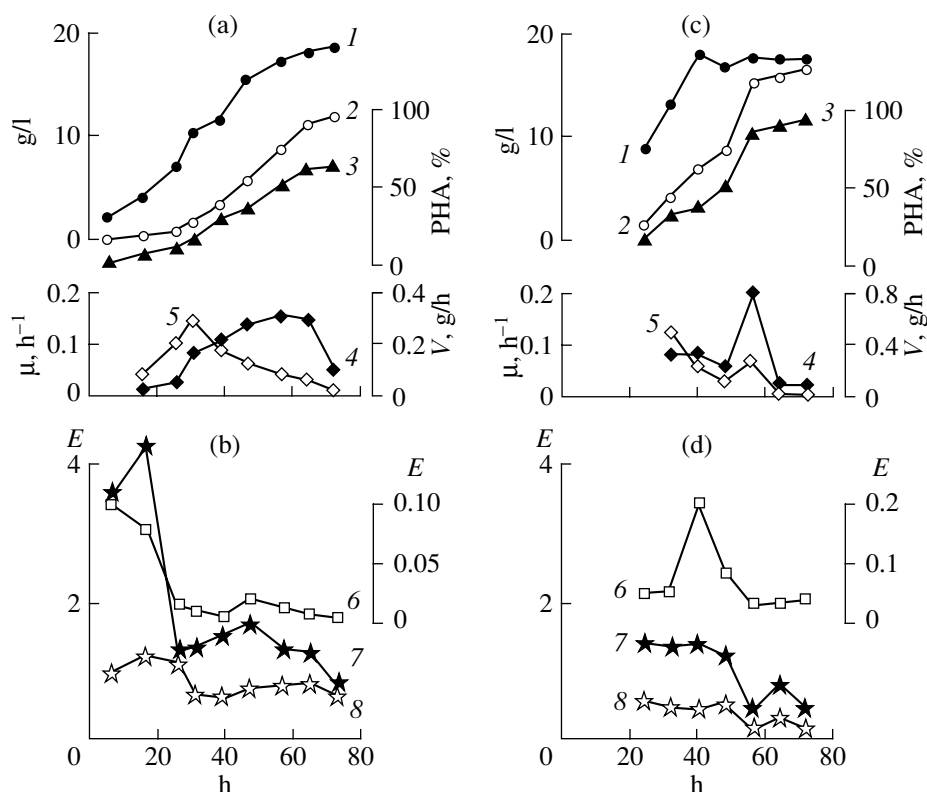 (a) (c)
20 1 20
2 100 100
3
g/l 10 g/l 10
3 1
50 50
PHA, % PHA, %
0 0 2
0 0
0.2 0.4 0.2 0.8
5 5
μ, h⁻¹ 0.1 0.2 V, g/h μ, h⁻¹ 0.1 0.4 V, g/h
4 4
0 0 0 0
E (b) E E (d) E
4 4
0.10 0.2
0.05 0.1
6 6
2 0 2 0
7 7
8 8
0 20 40 60 80 0 20 40 60 80
h h